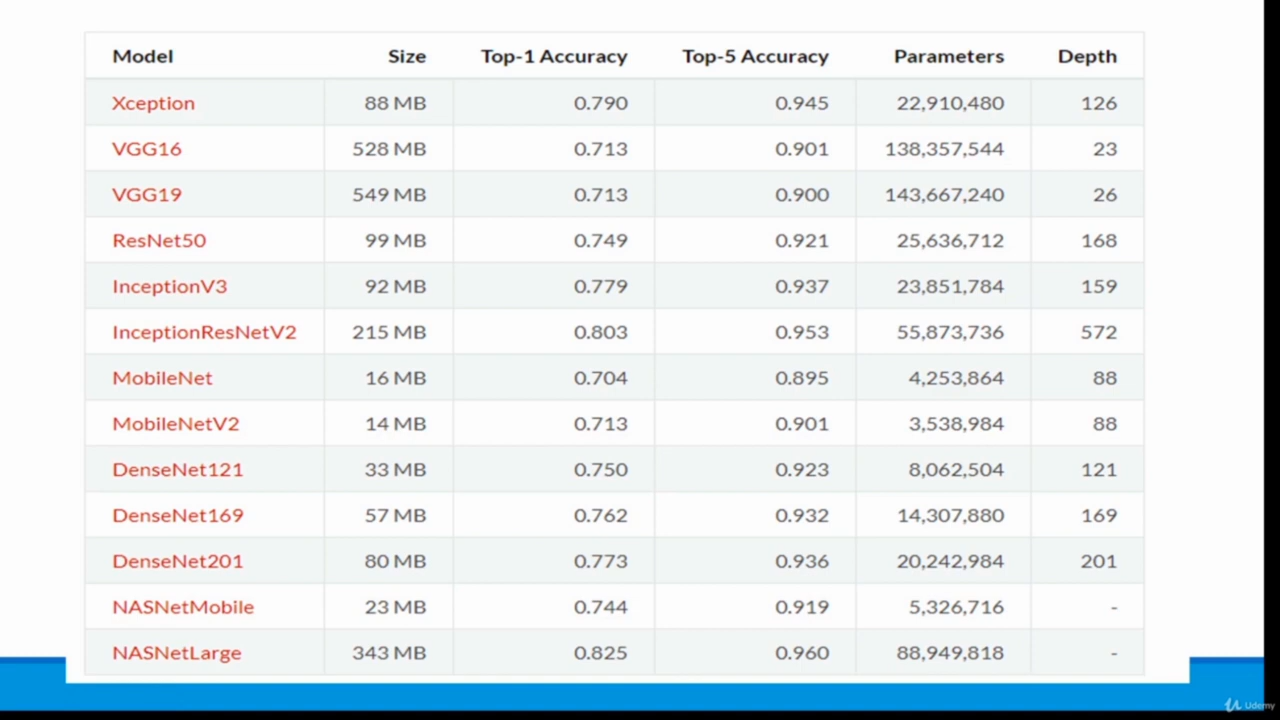 Model Size Top-1 Accuracy Top-5 Accuracy Parameters Depth
Xception 88 MB 0.790 0.945 22,910,480 126
VGG16 528 MB 0.713 0.901 138,357,544 23
VGG19 549 MB 0.713 0.900 143,667,240 26
ResNet50 99 MB 0.749 0.921 25,636,712 168
InceptionV3 92 MB 0.779 0.937 23,851,784 159
InceptionResNetV2 215 MB 0.803 0.953 55,873,736 572
MobileNet 16 MB 0.704 0.895 4,253,864 88
MobileNetV2 14 MB 0.713 0.901 3,538,984 88
DenseNet121 33 MB 0.750 0.923 8,062,504 121
DenseNet169 57 MB 0.762 0.932 14,307,880 169
DenseNet201 80 MB 0.773 0.936 20,242,984 201
NASNetMobile 23 MB 0.744 0.919 5,326,716 -
NASNetLarge 343 MB 0.825 0.960 88,949,818 -
Udemy